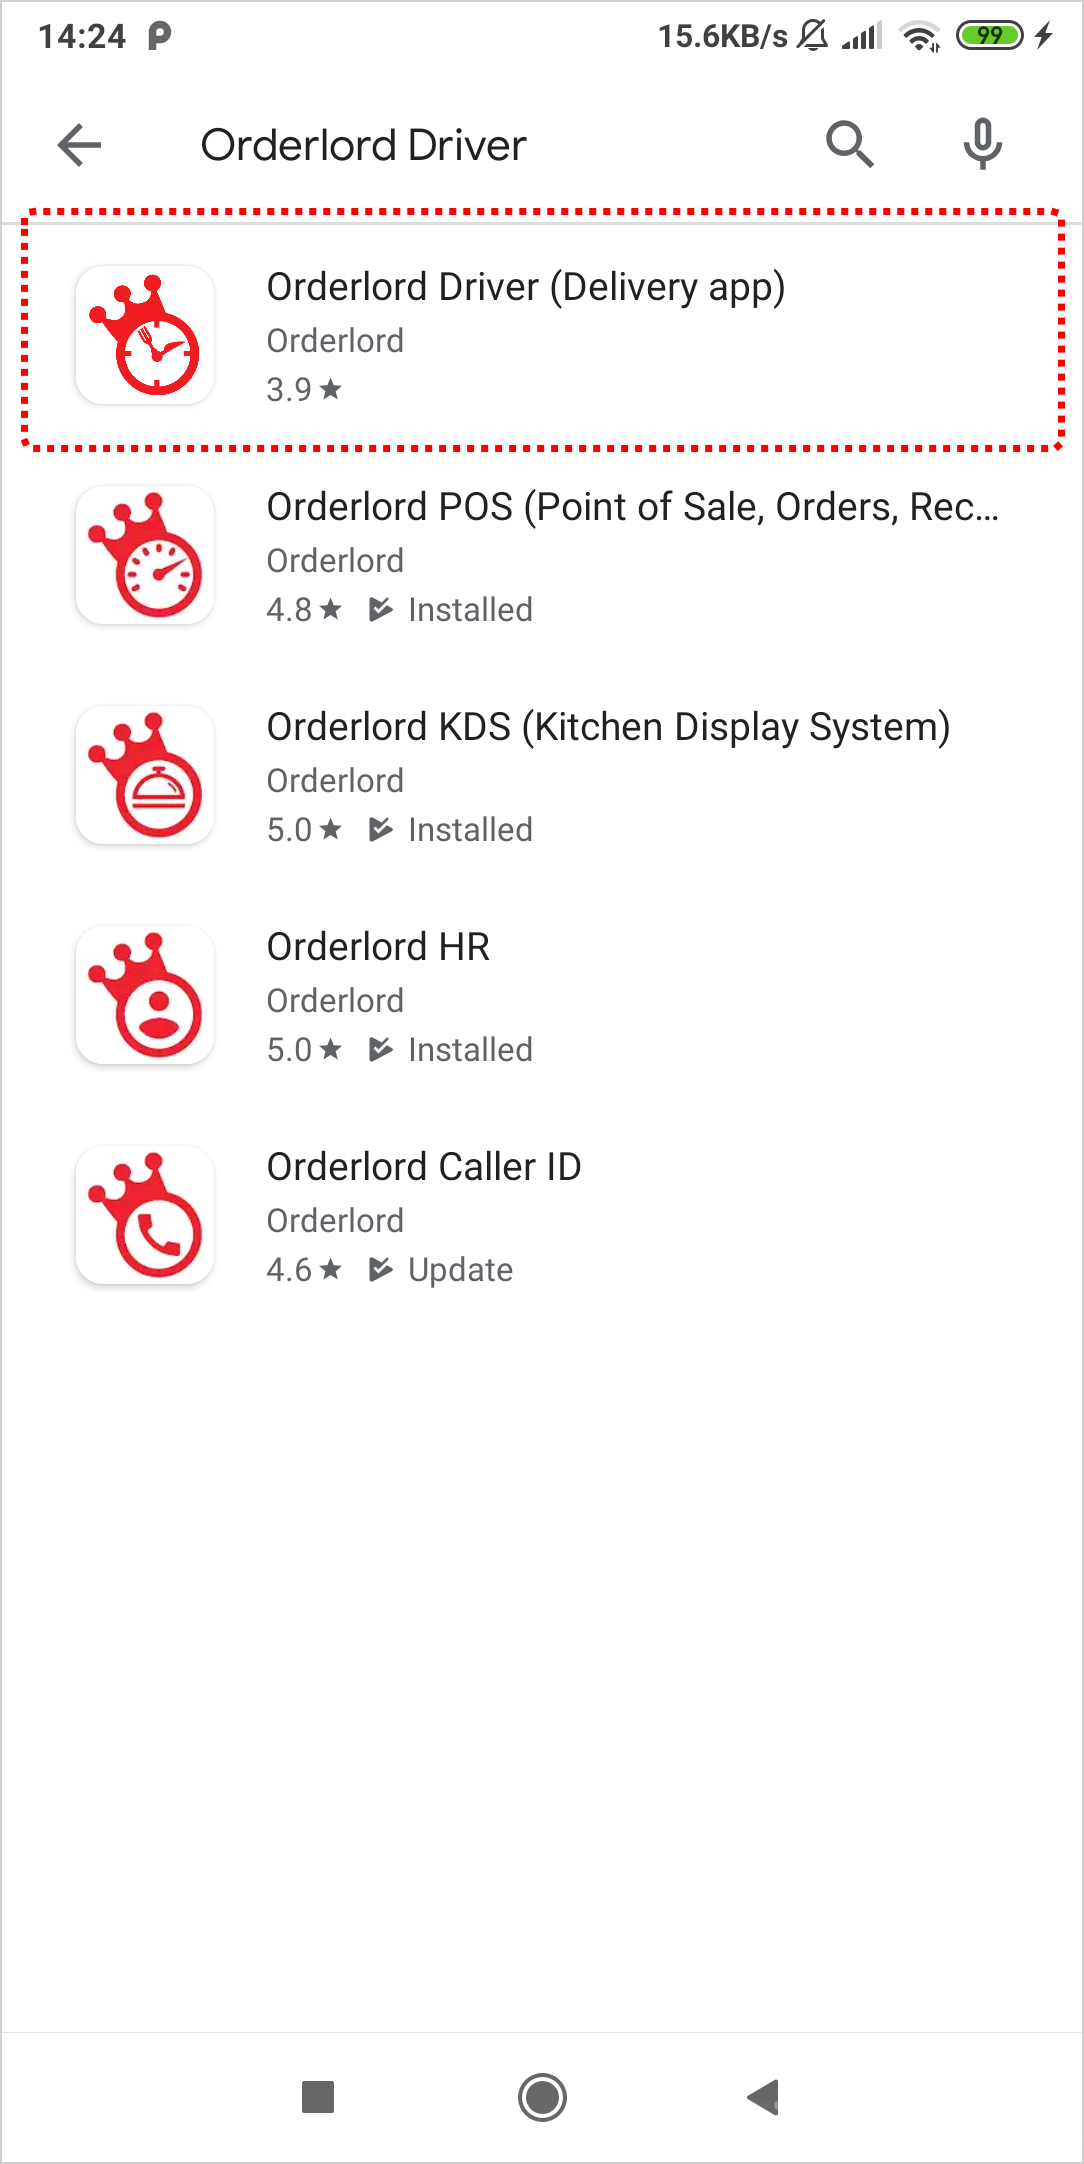 14:24
15.6KB/s
99
Orderlord Driver
Orderlord Driver (Delivery app)
Orderlord
3.9★
Orderlord POS (Point of Sale, Orders, Rec...
Orderlord
4.8★ Installed
Orderlord KDS (Kitchen Display System)
Orderlord
5.0★ Installed
Orderlord HR
Orderlord
5.0★ Installed
Orderlord Caller ID
Orderlord
4.6★ Update